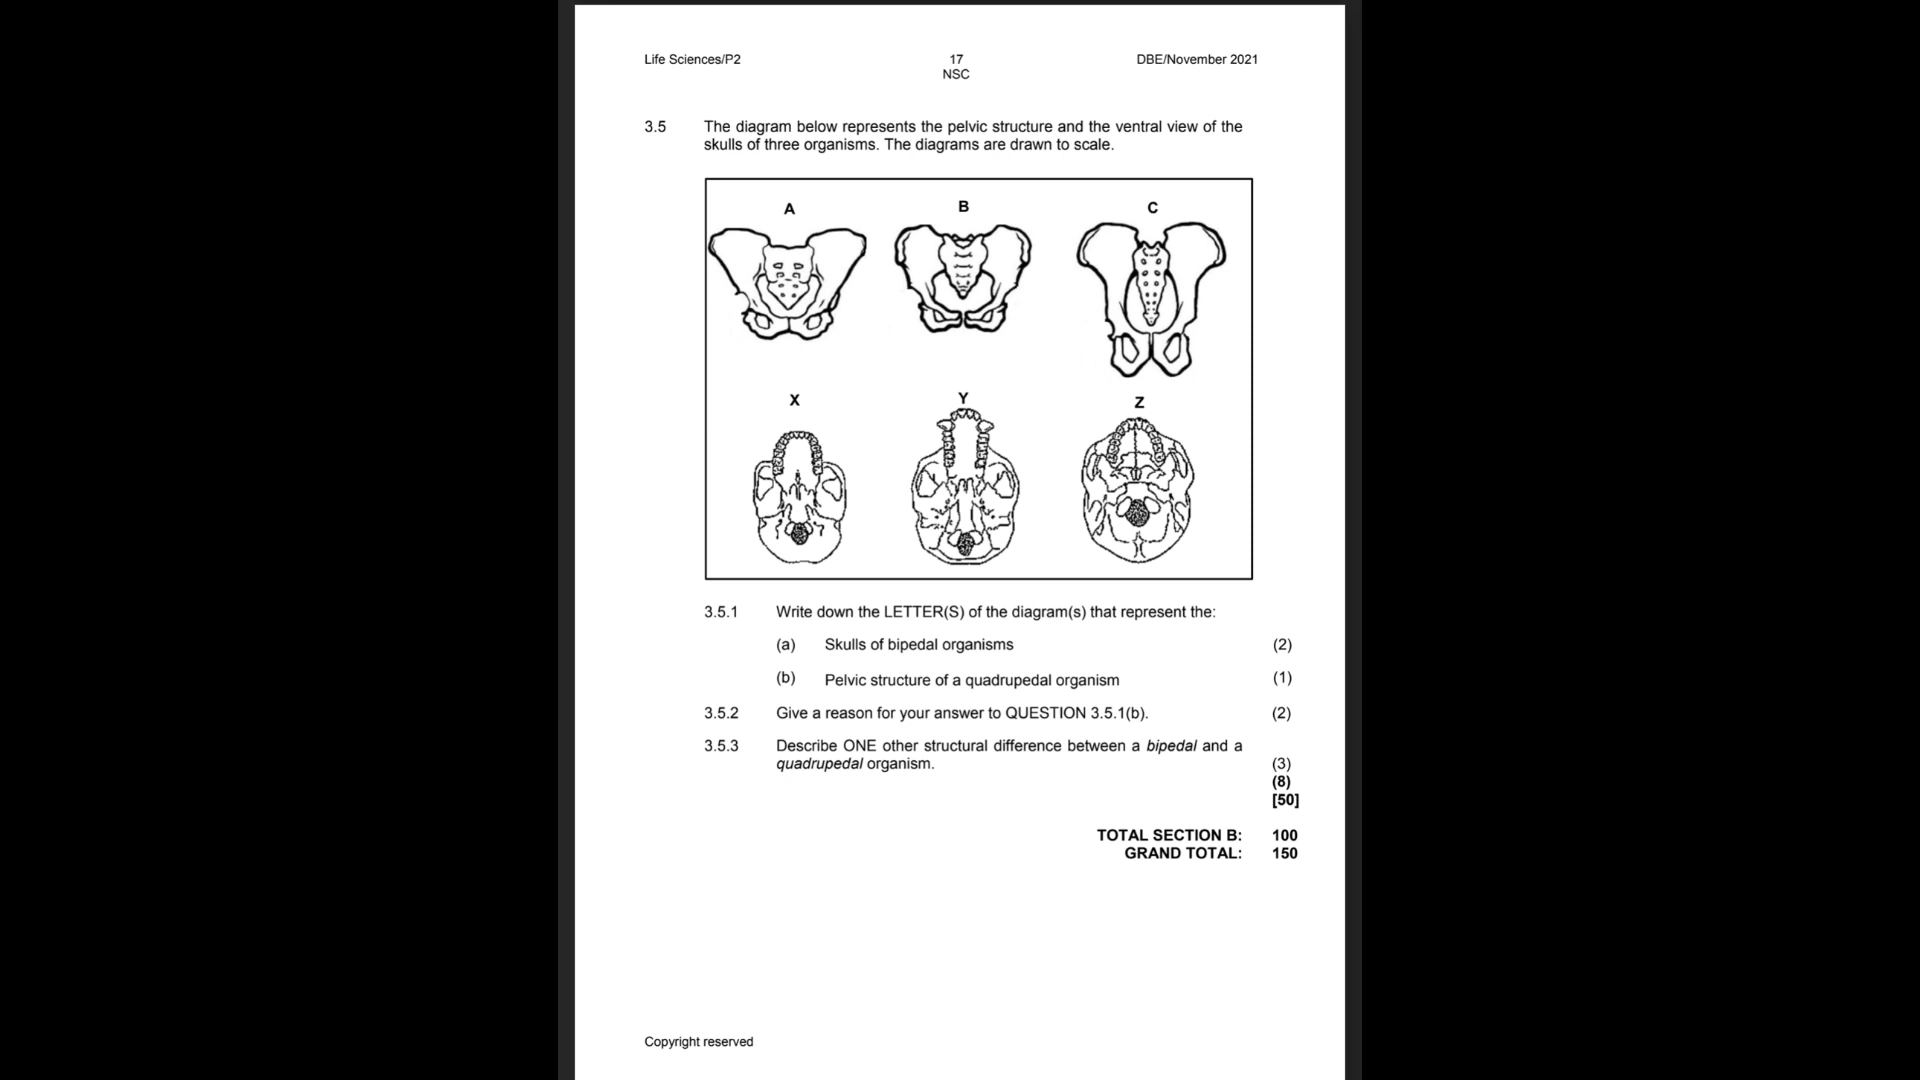 Life Sciences/P2 17 DBE/November 2021
NSC
3.5 The diagram below represents the pelvic structure and the ventral view of the
skulls of three organisms. The diagrams are drawn to scale.
A B C
X Y Z
3.5.1 Write down the LETTER(S) of the diagram(s) that represent the:
(a) Skulls of bipedal organisms (2)
(b) Pelvic structure of a quadrupedal organism (1)
3.5.2 Give a reason for your answer to QUESTION 3.5.1(b). (2)
3.5.3 Describe ONE other structural difference between a bipedal and a
quadrupedal organism. (3)
(8)
[50]
TOTAL SECTION B: 100
GRAND TOTAL: 150
Copyright reserved